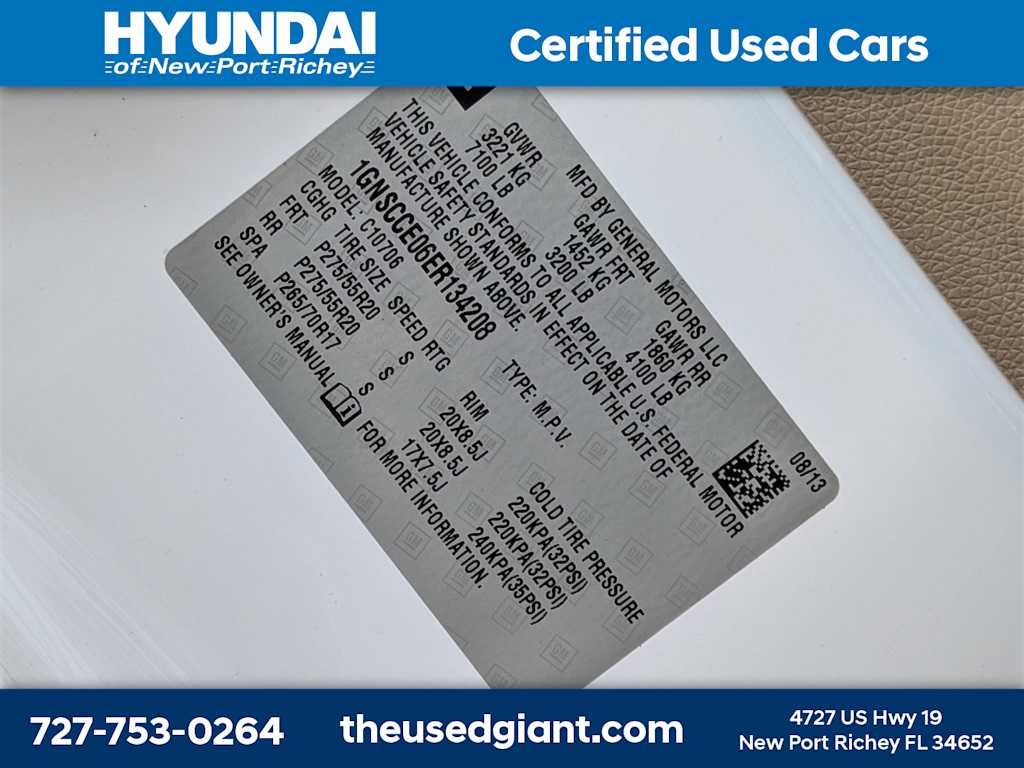 HYUNDAI
of New Port Richey
Certified Used Cars
MFD BY GENERAL MOTORS LLC
08/13
GVWR GAWR FRT GAWR RR
3221 KG 1452 KG 1860 KG
7100 LB 3200 LB 4100 LB
THIS VEHICLE CONFORMS TO ALL APPLICABLE U.S. FEDERAL MOTOR
VEHICLE SAFETY STANDARDS IN EFFECT ON THE DATE OF
MANUFACTURE SHOWN ABOVE.
1GNSCCE06ER134208 TYPE: M.P.V.
MODEL: C10706
CGHG TIRE SIZE SPEED RTG RIM COLD TIRE PRESSURE
FRT P275/55R20 S 20X8.5J 220KPA(32PSI)
RR P275/55R20 S 20X8.5J 220KPA(32PSI)
SPA P265/70R17 S 17X7.5J 240KPA(35PSI)
SEE OWNER'S MANUAL FOR MORE INFORMATION.
727-753-0264
theusedgiant.com
4727 US Hwy 19
New Port Richey FL 34652